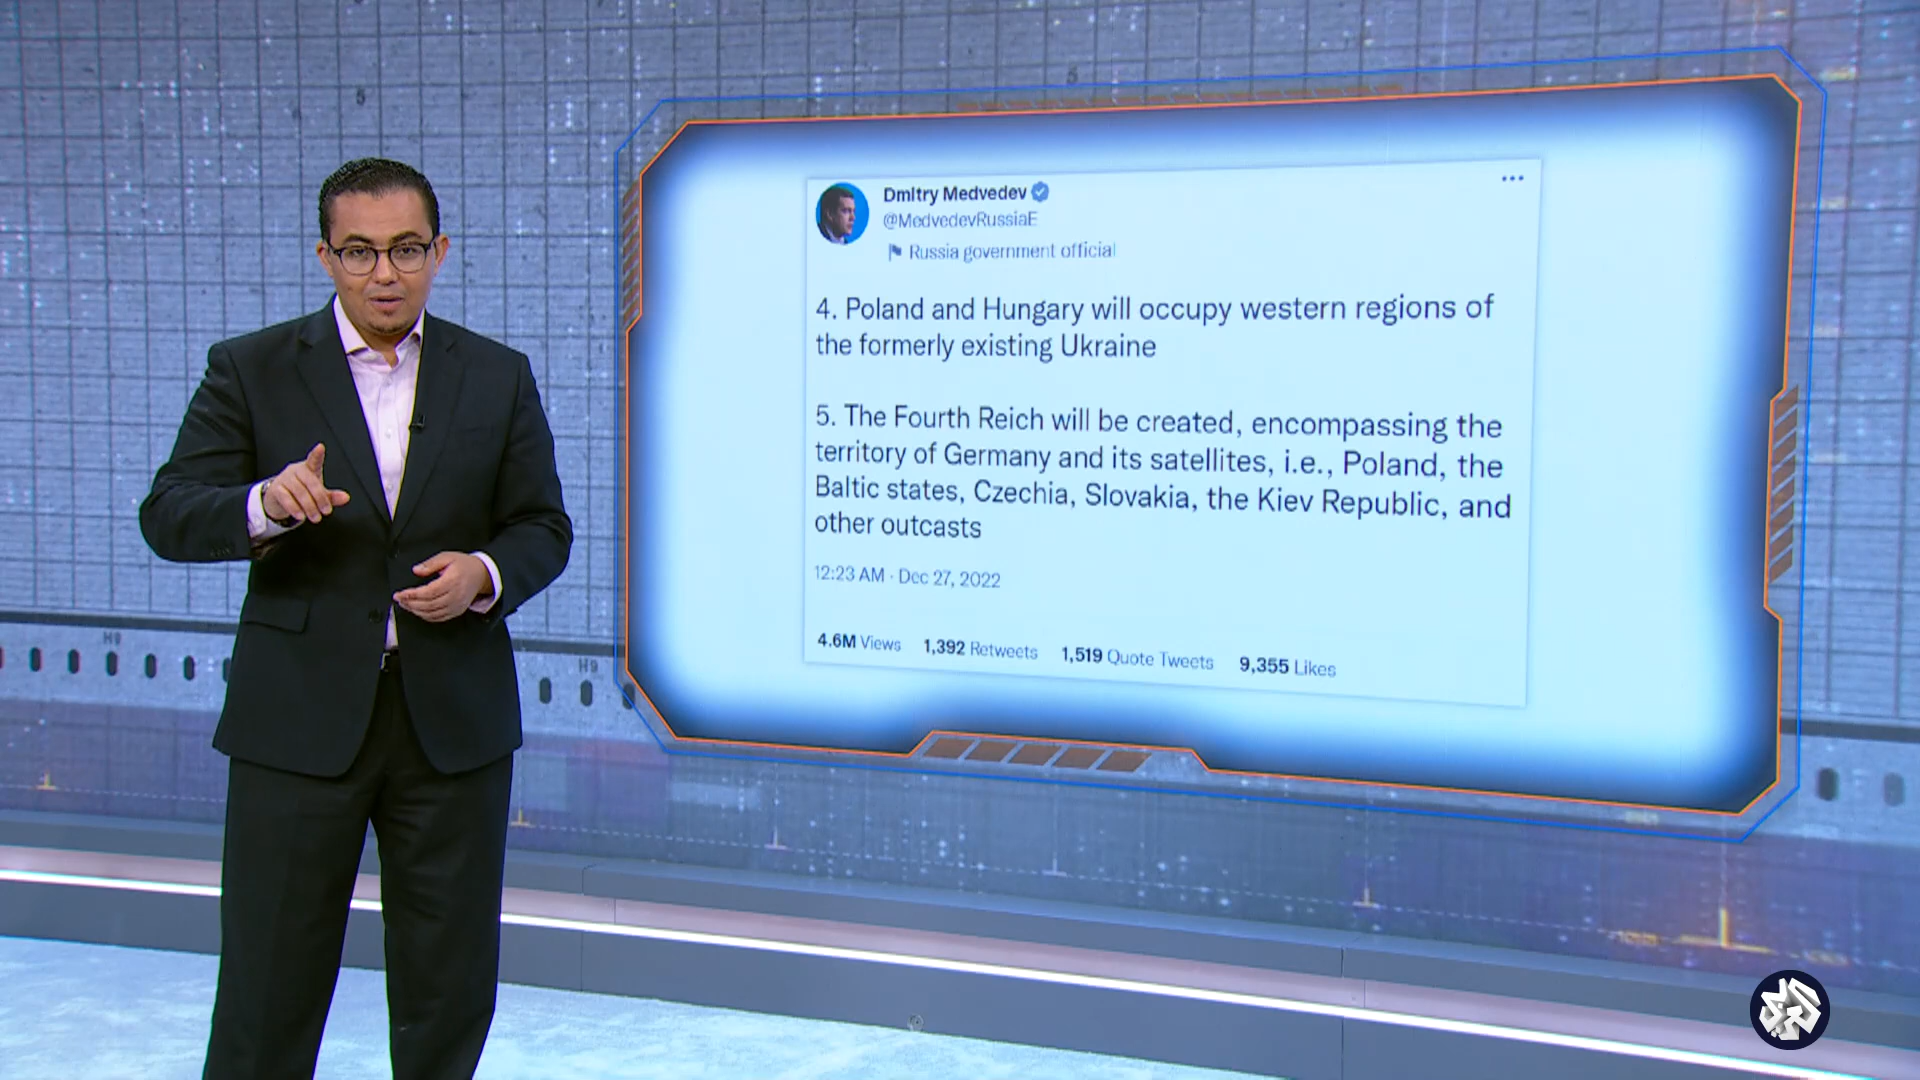 Dmitry Medvedev
@MedvedevRussiaE
Russia government official
4. Poland and Hungary will occupy western regions of
the formerly existing Ukraine
5. The Fourth Reich will be created, encompassing the
territory of Germany and its satellites, i.e., Poland, the
Baltic states, Czechia, Slovakia, the Kiev Republic, and
other outcasts
12:23 AM · Dec 27, 2022
4.6M Views 1,392 Retweets 1,519 Quote Tweets 9,355 Likes
H9
H9